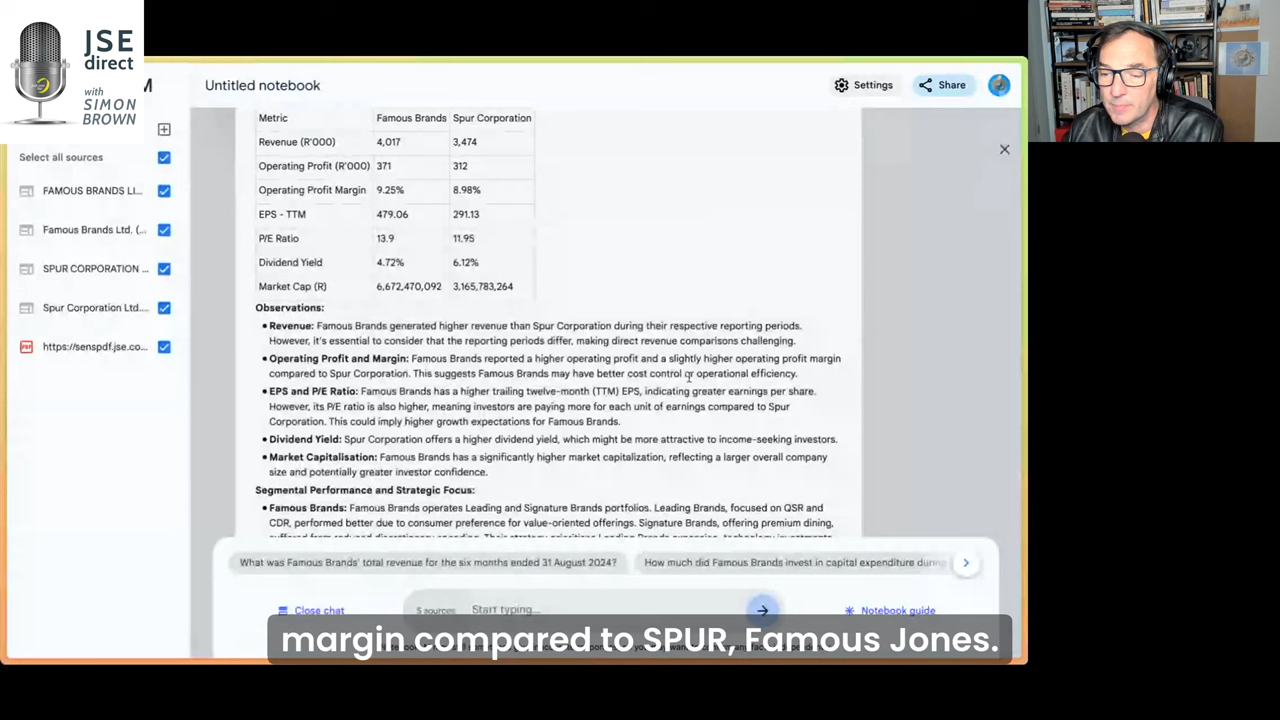 JSE
direct
with
SIMON
BROWN
M
Untitled notebook
Settings
Share
Select all sources
FAMOUS BRANDS LI...
Famous Brands Ltd. (...
SPUR CORPORATION ...
Spur Corporation Ltd....
https://senspdf.jse.co...
Metric Famous Brands Spur Corporation
Revenue (R'000) 4,017 3,474
Operating Profit (R'000) 371 312
Operating Profit Margin 9.25% 8.98%
EPS - TTM 479.06 291.13
P/E Ratio 13.9 11.95
Dividend Yield 4.72% 6.12%
Market Cap (R) 6,672,470,092 3,165,783,264
Observations:
• Revenue: Famous Brands generated higher revenue than Spur Corporation during their respective reporting periods.
However, it's essential to consider that the reporting periods differ, making direct revenue comparisons challenging.
• Operating Profit and Margin: Famous Brands reported a higher operating profit and a slightly higher operating profit margin
compared to Spur Corporation. This suggests Famous Brands may have better cost control or operational efficiency.
• EPS and P/E Ratio: Famous Brands has a higher trailing twelve-month (TTM) EPS, indicating greater earnings per share.
However, its P/E ratio is also higher, meaning investors are paying more for each unit of earnings compared to Spur
Corporation. This could imply higher growth expectations for Famous Brands.
• Dividend Yield: Spur Corporation offers a higher dividend yield, which might be more attractive to income-seeking investors.
• Market Capitalisation: Famous Brands has a significantly higher market capitalization, reflecting a larger overall company
size and potentially greater investor confidence.
Segmental Performance and Strategic Focus:
• Famous Brands: Famous Brands operates Leading and Signature Brands portfolios. Leading Brands, focused on QSR and
CDR, performed better due to consumer preference for value-oriented offerings. Signature Brands, offering premium dining,
What was Famous Brands' total revenue for the six months ended 31 August 2024?
How much did Famous Brands invest in capital expenditure during
Close chat
5 sources
Start typing...
Notebook guide
margin compared to SPUR, Famous Jones.